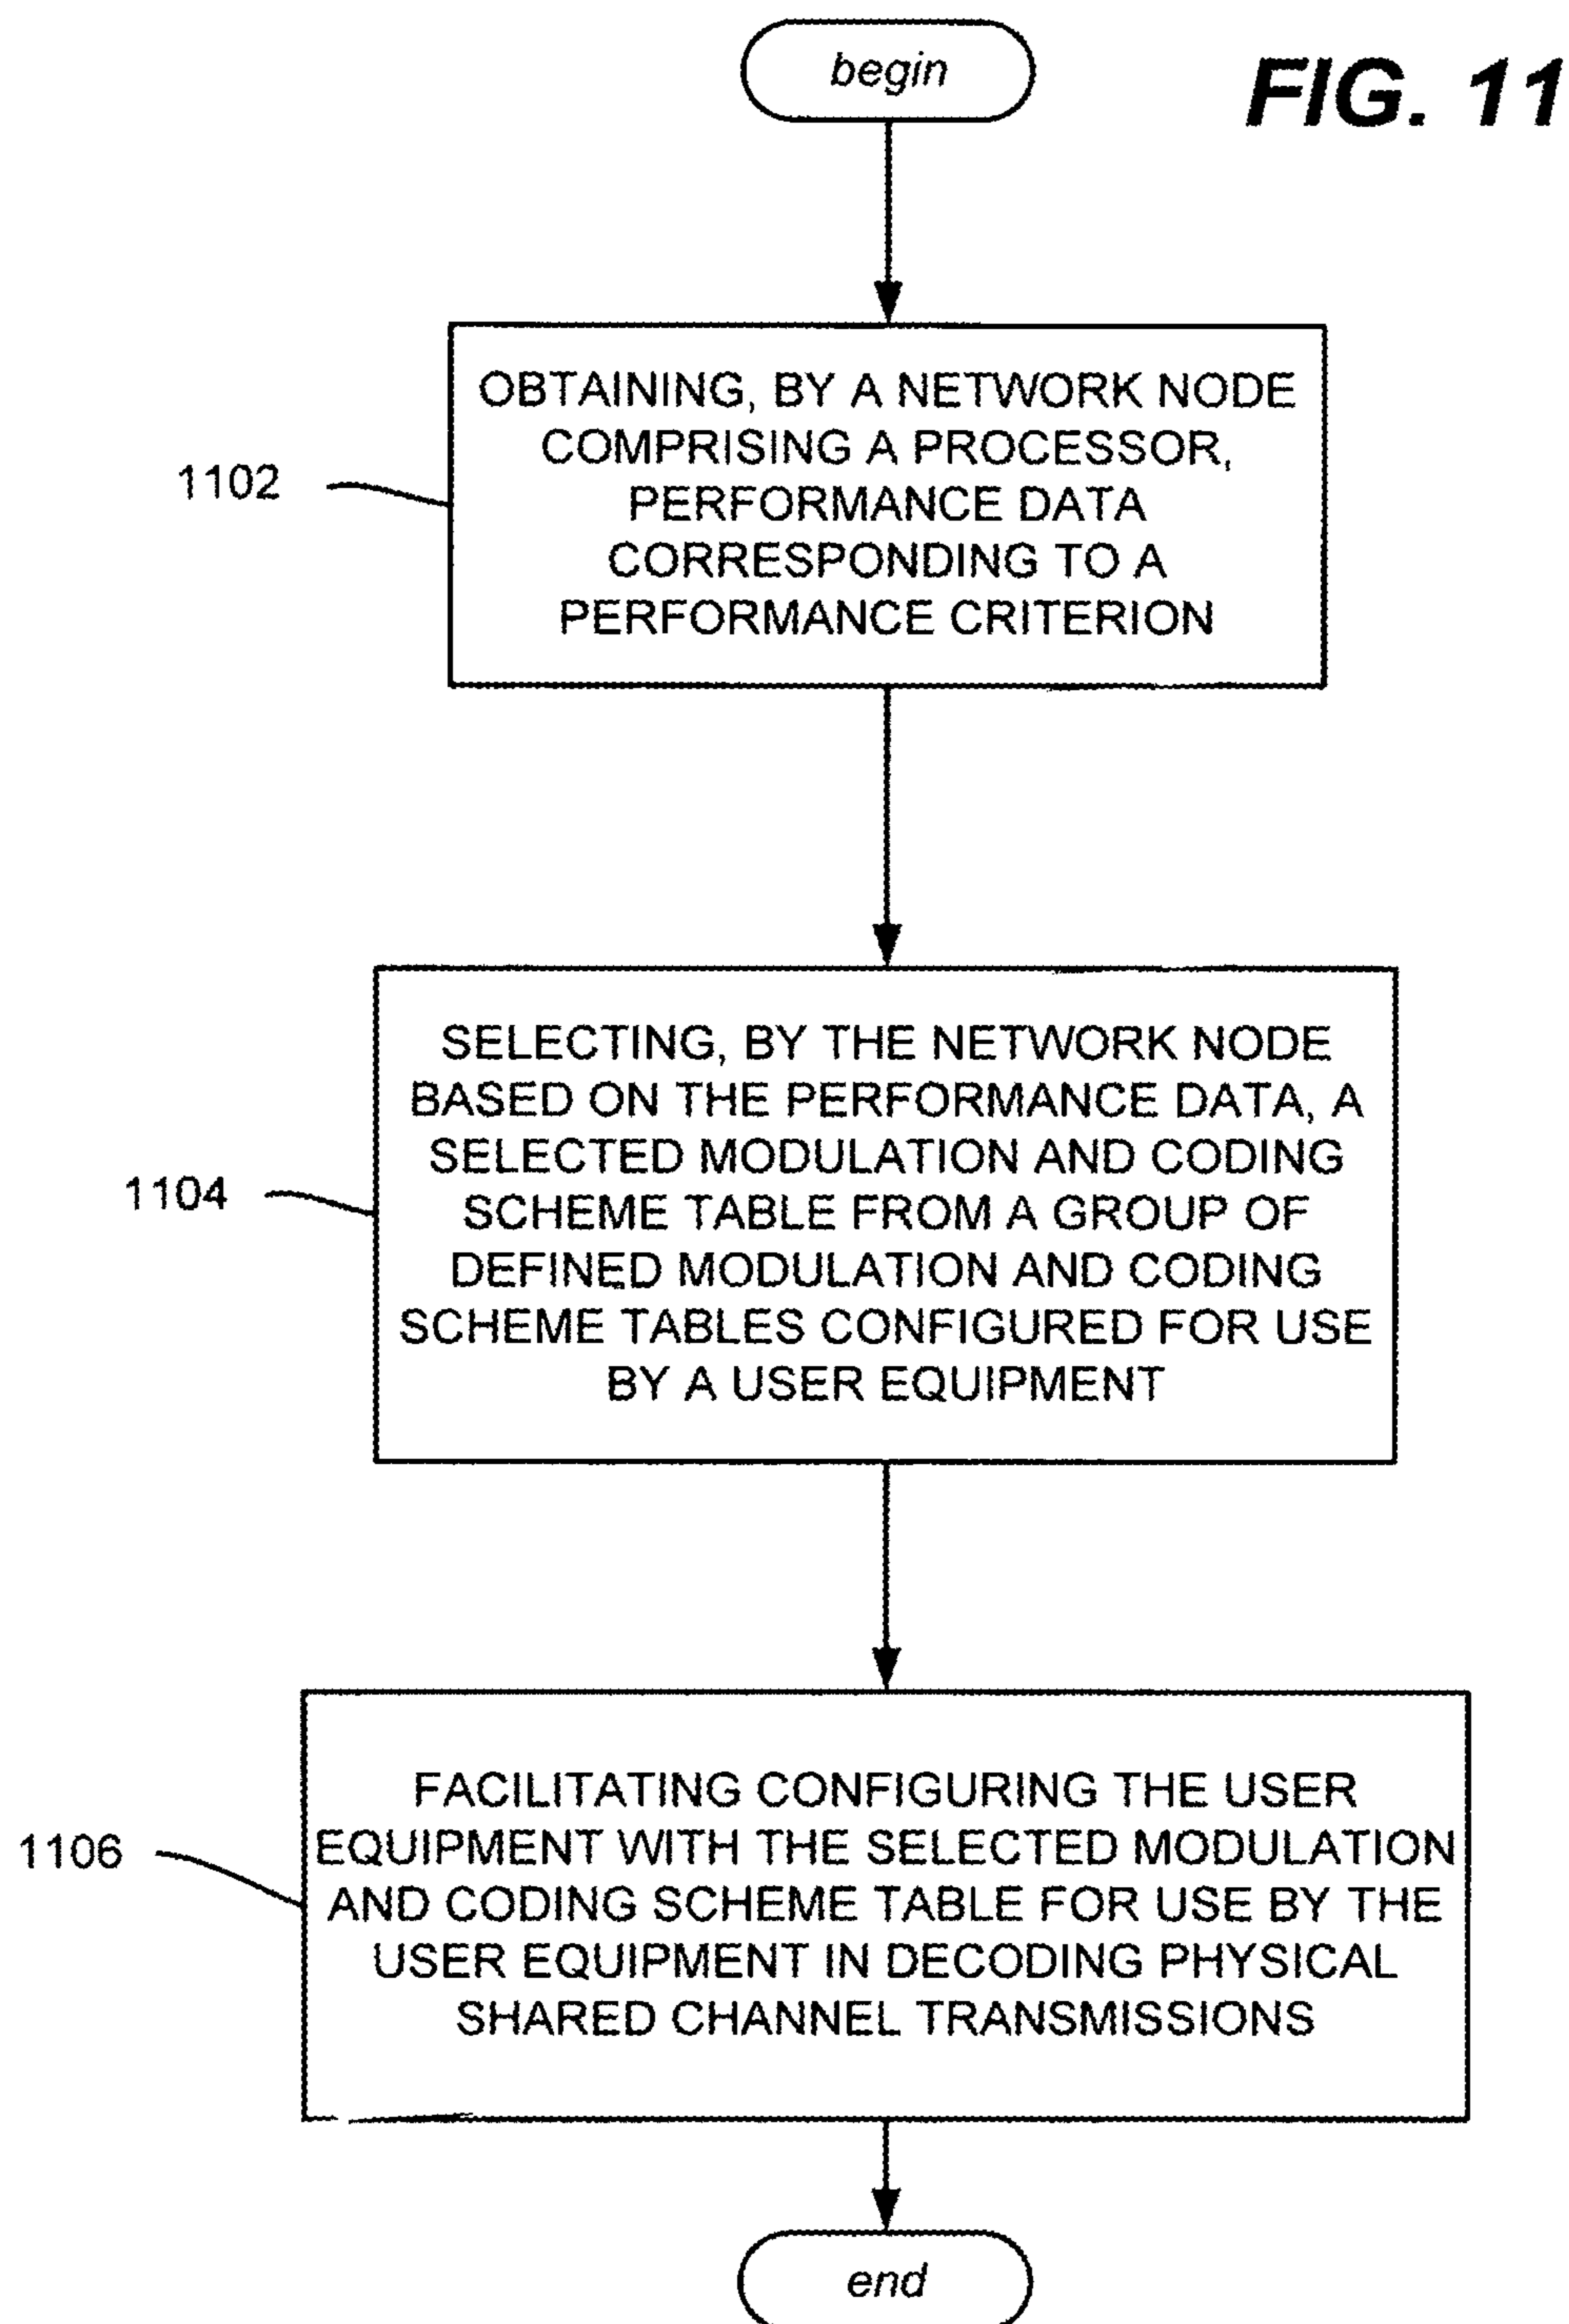 begin
FIG. 11
1102
OBTAINING, BY A NETWORK NODE
COMPRISING A PROCESSOR,
PERFORMANCE DATA
CORRESPONDING TO A
PERFORMANCE CRITERION
1104
SELECTING, BY THE NETWORK NODE
BASED ON THE PERFORMANCE DATA, A
SELECTED MODULATION AND CODING
SCHEME TABLE FROM A GROUP OF
DEFINED MODULATION AND CODING
SCHEME TABLES CONFIGURED FOR USE
BY A USER EQUIPMENT
1106
FACILITATING CONFIGURING THE USER
EQUIPMENT WITH THE SELECTED MODULATION
AND CODING SCHEME TABLE FOR USE BY THE
USER EQUIPMENT IN DECODING PHYSICAL
SHARED CHANNEL TRANSMISSIONS
end